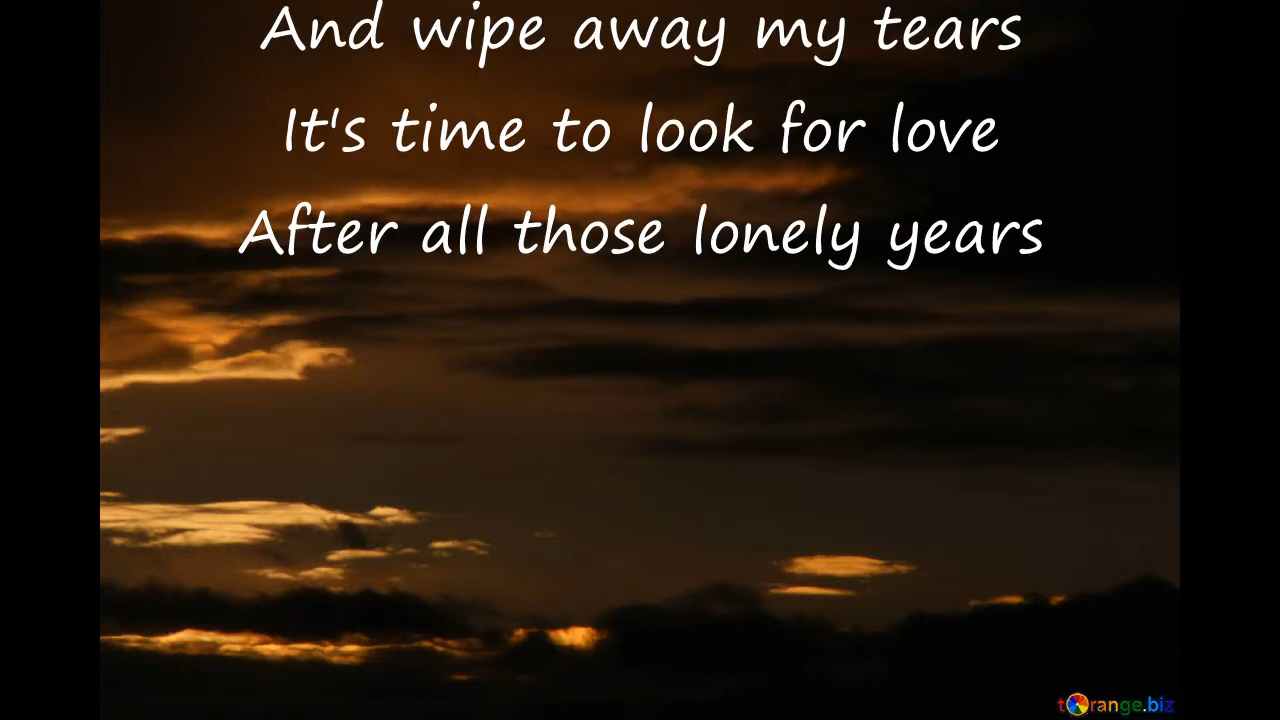 And wipe away my tears
It's time to look for love
After all those lonely years
torange.biz